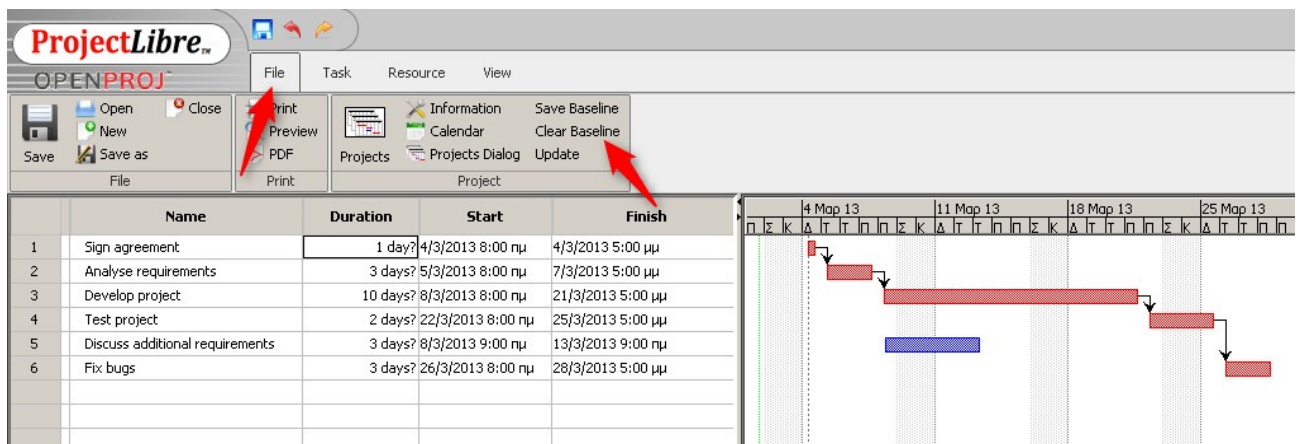 ProjectLibre™
OPENPROJ
File Task Resource View
Open Close Print Information Save Baseline
New Preview Calendar Clear Baseline
Save Save as PDF Projects Projects Dialog Update
File Print Project
Name Duration Start Finish 4 Μαρ 13 11 Μαρ 13 18 Μαρ 13 25 Μαρ 13
Π Σ Κ Δ Τ Τ Π Π Σ Κ Δ Τ Τ Π Π Σ Κ Δ Τ Τ Π Π Σ Κ Δ Τ Τ Π Π
1 Sign agreement 1 day? 4/3/2013 8:00 πμ 4/3/2013 5:00 μμ
2 Analyse requirements 3 days? 5/3/2013 8:00 πμ 7/3/2013 5:00 μμ
3 Develop project 10 days? 8/3/2013 8:00 πμ 21/3/2013 5:00 μμ
4 Test project 2 days? 22/3/2013 8:00 πμ 25/3/2013 5:00 μμ
5 Discuss additional requirements 3 days? 8/3/2013 9:00 πμ 13/3/2013 9:00 πμ
6 Fix bugs 3 days? 26/3/2013 8:00 πμ 28/3/2013 5:00 μμ